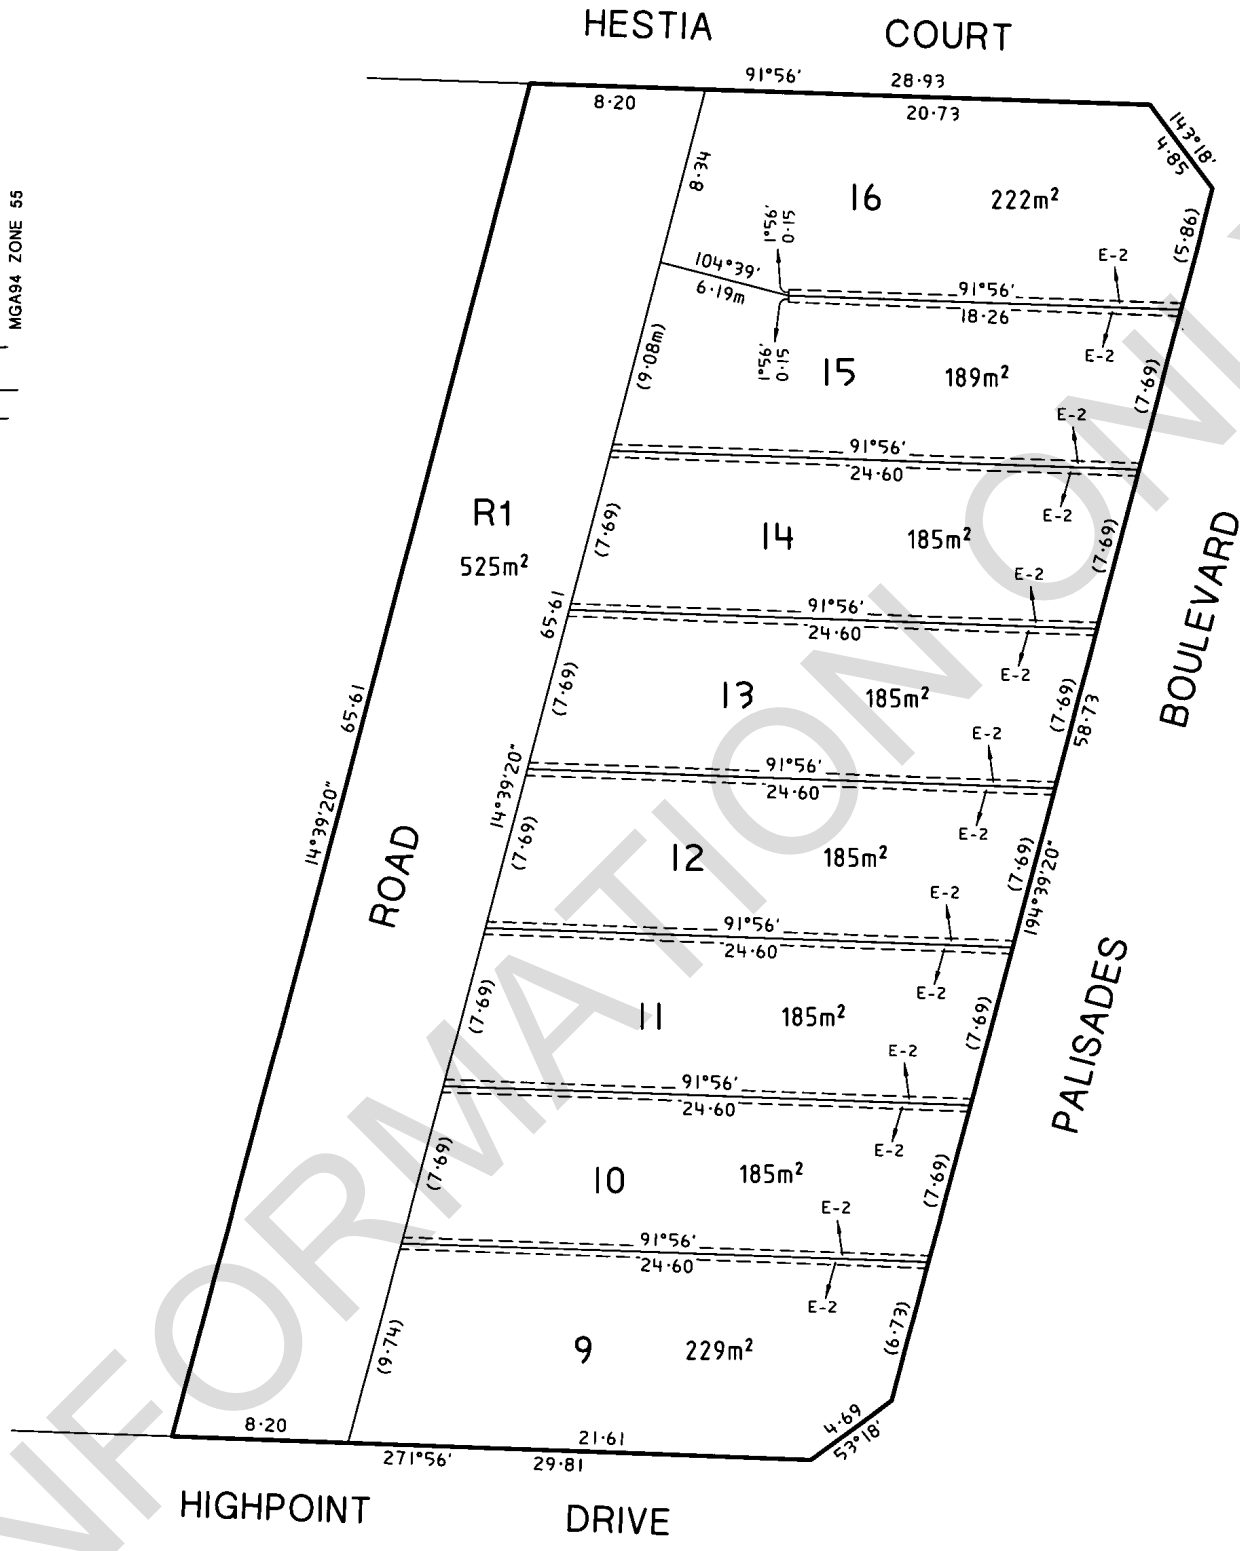 HESTIA COURT
91°56' 28·93
8·20 20·73
143°18'
4·85
MGA94 ZONE 55
8·34
16 222m²
(5·86)
1°56'
0·15
E-2
104°39'
6·19m
91°56'
18·26
E-2
1°56'
0·15
(9·08m)
15 189m²
(7·69)
E-2
91°56'
24·60
E-2
R1
525m²
(7·69)
14 185m²
(7·69)
E-2
91°56'
24·60
65·61
E-2
BOULEVARD
(7·69)
13 185m²
(7·69)
58·73
65·61
E-2
91°56'
24·60
14°39'20"
E-2
14°39'20"
ROAD
(7·69)
12 185m²
(7·69)
194°39'20"
E-2
91°56'
24·60
E-2
(7·69)
11 185m²
(7·69)
PALISADES
E-2
91°56'
24·60
E-2
(7·69)
10 185m²
(7·69)
E-2
91°56'
24·60
E-2
(9·74)
9 229m²
(6·73)
4·69
53°18'
8·20 21·61
271°56' 29·81
HIGHPOINT DRIVE
NFORMATION ONL